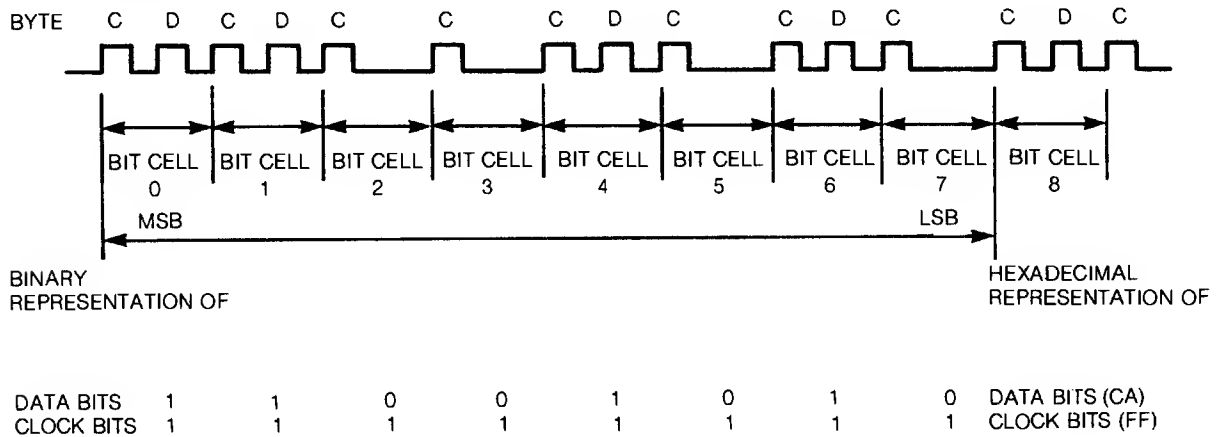 BYTE C D C D C C C D C C D C C D C
BIT CELL BIT CELL BIT CELL BIT CELL BIT CELL BIT CELL BIT CELL BIT CELL BIT CELL
0 1 2 3 4 5 6 7 8
MSB LSB
BINARY HEXADECIMAL
REPRESENTATION OF REPRESENTATION OF
DATA BITS 1 1 0 0 1 0 1 0 DATA BITS (CA)
CLOCK BITS 1 1 1 1 1 1 1 1 CLOCK BITS (FF)